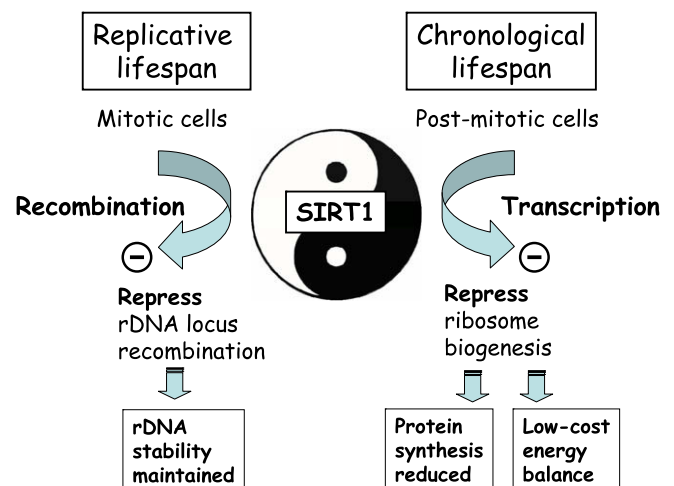 Replicative
lifespan
Chronological
lifespan
Mitotic cells
Post-mitotic cells
Recombination
SIRT1
Transcription
−
−
Repress
rDNA locus
recombination
Repress
ribosome
biogenesis
rDNA
stability
maintained
Protein
synthesis
reduced
Low-cost
energy
balance